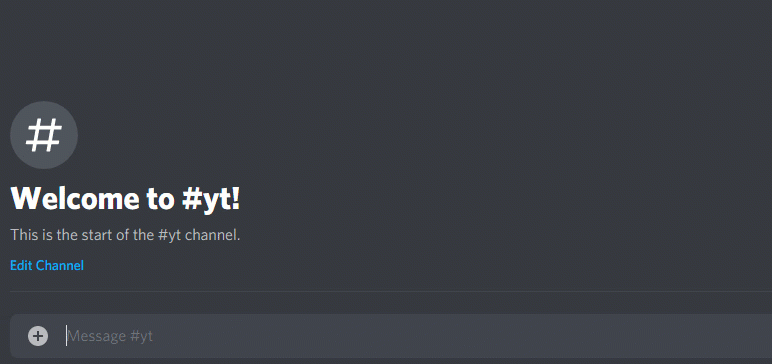 #
Welcome to #yt!
This is the start of the #yt channel.
Edit Channel
Message #yt